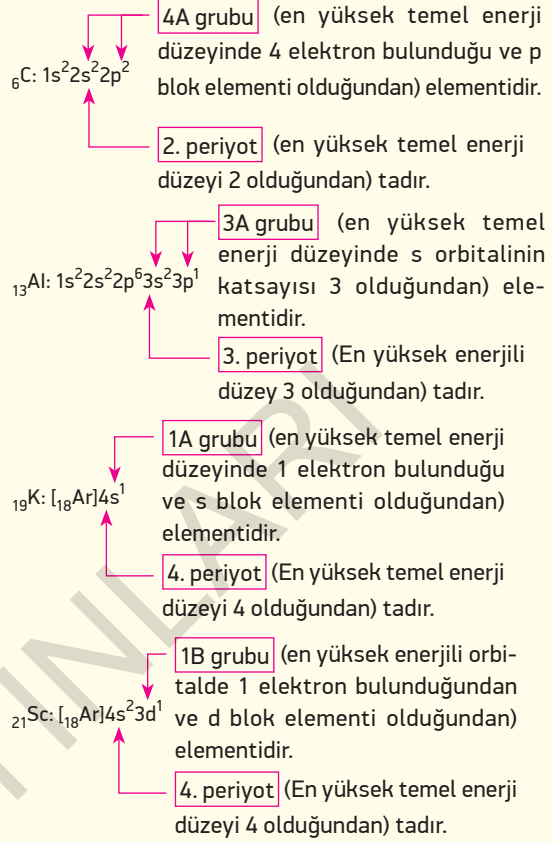 4A grubu (en yüksek temel enerji
düzeyinde 4 elektron bulunduğu ve p
blok elementi olduğundan) elementidir.
₆C: 1s²2s²2p²
2. periyot (en yüksek temel enerji
düzeyi 2 olduğundan) tadır.
3A grubu (en yüksek temel
enerji düzeyinde s orbitalinin
katsayısı 3 olduğundan) ele-
mentidir.
₁₃Al: 1s²2s²2p⁶3s²3p¹
3. periyot (En yüksek enerjili
düzey 3 olduğundan) tadır.
1A grubu (en yüksek temel enerji
düzeyinde 1 elektron bulunduğu
ve s blok elementi olduğundan)
elementidir.
₁₉K: [₁₈Ar]4s¹
4. periyot (En yüksek temel enerji
düzeyi 4 olduğundan) tadır.
1B grubu (en yüksek enerjili orbi-
talde 1 elektron bulunduğundan
ve d blok elementi olduğundan)
elementidir.
₂₁Sc: [₁₈Ar]4s²3d¹
4. periyot (En yüksek temel enerji
düzeyi 4 olduğundan) tadır.
INLARI